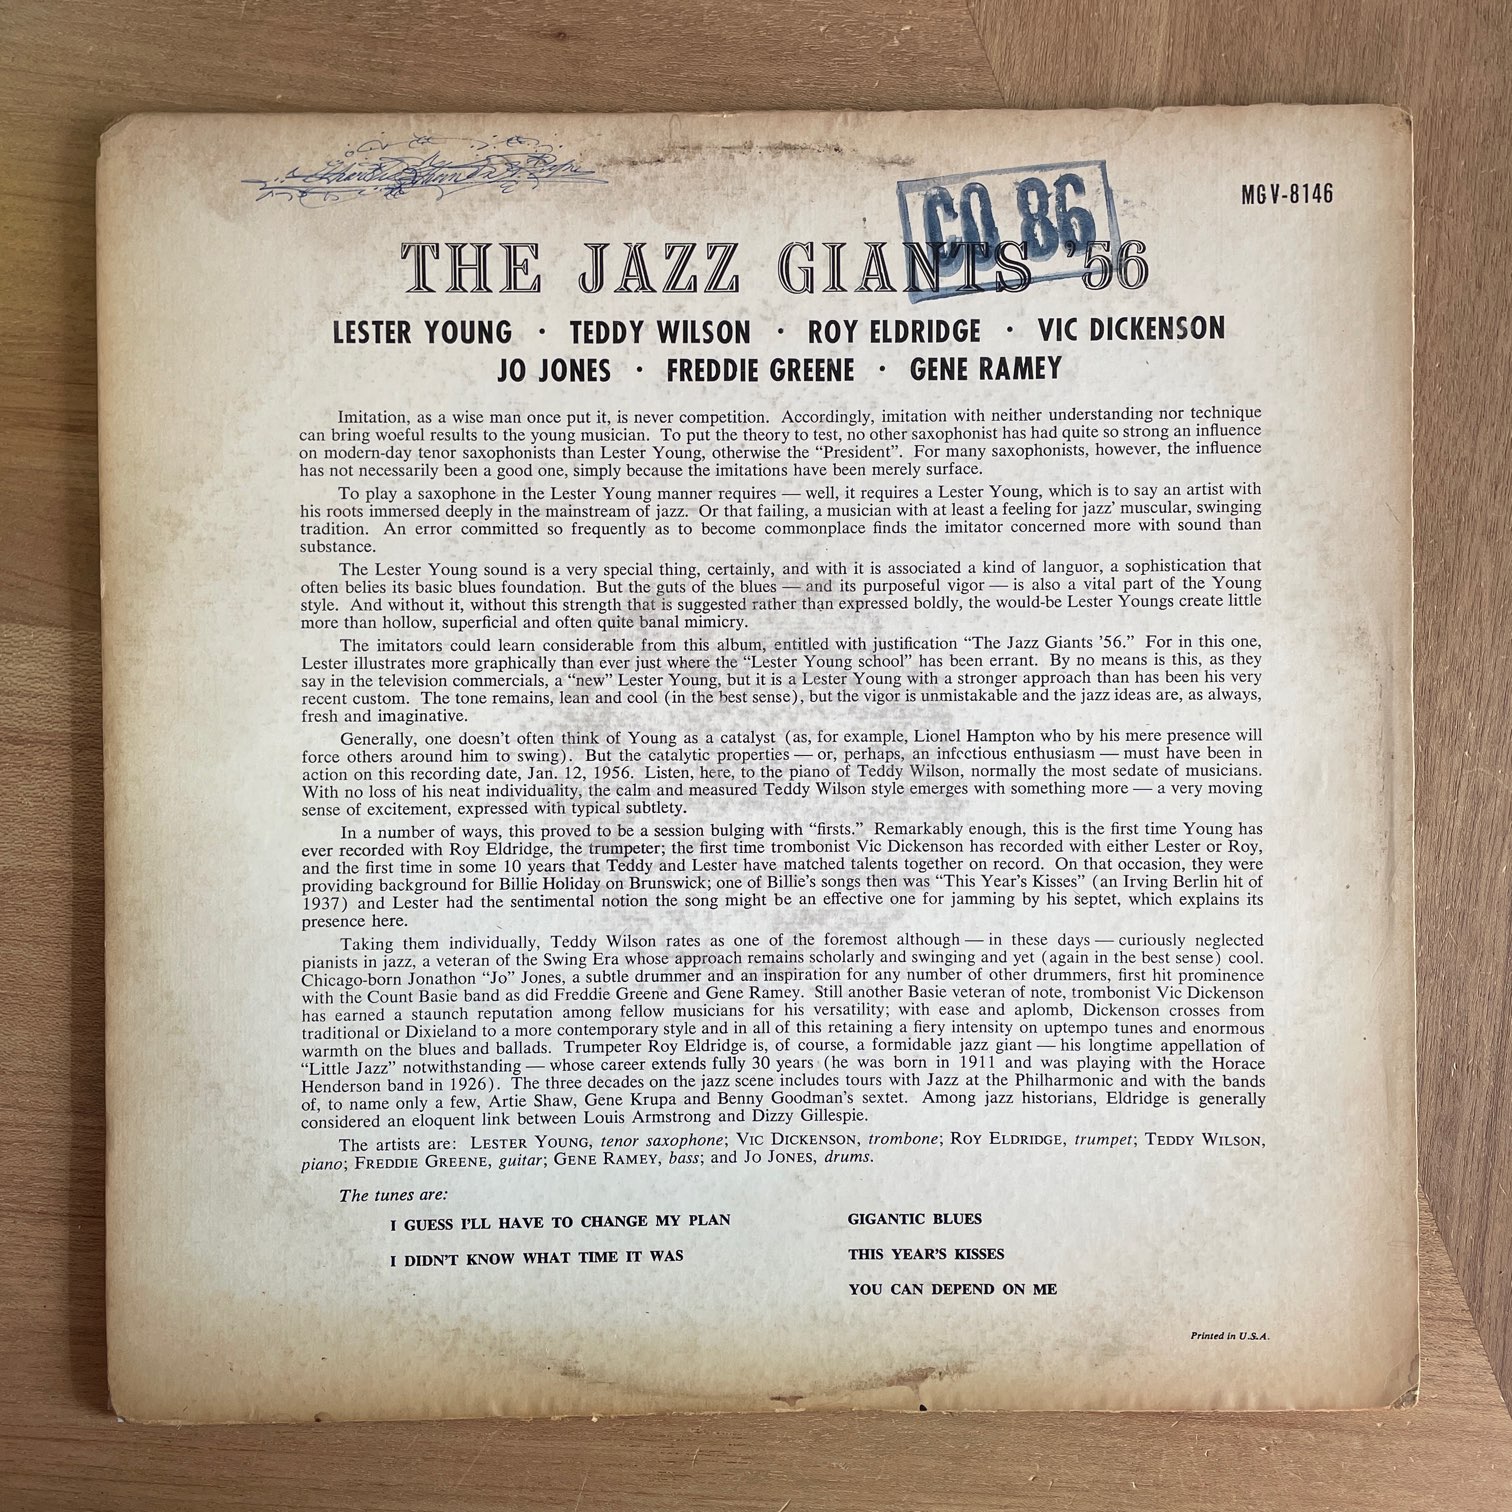 CO 86
MGV-8146
THE JAZZ GIANTS '56
LESTER YOUNG · TEDDY WILSON · ROY ELDRIDGE · VIC DICKENSON
JO JONES · FREDDIE GREENE · GENE RAMEY
Imitation, as a wise man once put it, is never competition. Accordingly, imitation with neither understanding nor technique
can bring woeful results to the young musician. To put the theory to test, no other saxophonist has had quite so strong an influence
on modern-day tenor saxophonists than Lester Young, otherwise the “President”. For many saxophonists, however, the influence
has not necessarily been a good one, simply because the imitations have been merely surface.
To play a saxophone in the Lester Young manner requires — well, it requires a Lester Young, which is to say an artist with
his roots immersed deeply in the mainstream of jazz. Or that failing, a musician with at least a feeling for jazz’ muscular, swinging
tradition. An error committed so frequently as to become commonplace finds the imitator concerned more with sound than
substance.
The Lester Young sound is a very special thing, certainly, and with it is associated a kind of languor, a sophistication that
often belies its basic blues foundation. But the guts of the blues — and its purposeful vigor — is also a vital part of the Young
style. And without it, without this strength that is suggested rather than expressed boldly, the would-be Lester Youngs create little
more than hollow, superficial and often quite banal mimicry.
The imitators could learn considerable from this album, entitled with justification “The Jazz Giants ’56.” For in this one,
Lester illustrates more graphically than ever just where the “Lester Young school” has been errant. By no means is this, as they
say in the television commercials, a “new” Lester Young, but it is a Lester Young with a stronger approach than has been his very
recent custom. The tone remains, lean and cool (in the best sense), but the vigor is unmistakable and the jazz ideas are, as always,
fresh and imaginative.
Generally, one doesn’t often think of Young as a catalyst (as, for example, Lionel Hampton who by his mere presence will
force others around him to swing). But the catalytic properties — or, perhaps, an infectious enthusiasm — must have been in
action on this recording date, Jan. 12, 1956. Listen, here, to the piano of Teddy Wilson, normally the most sedate of musicians.
With no loss of his neat individuality, the calm and measured Teddy Wilson style emerges with something more — a very moving
sense of excitement, expressed with typical subtlety.
In a number of ways, this proved to be a session bulging with “firsts.” Remarkably enough, this is the first time Young has
ever recorded with Roy Eldridge, the trumpeter; the first time trombonist Vic Dickenson has recorded with either Lester or Roy,
and the first time in some 10 years that Teddy and Lester have matched talents together on record. On that occasion, they were
providing background for Billie Holiday on Brunswick; one of Billie’s songs then was “This Year’s Kisses” (an Irving Berlin hit of
1937) and Lester had the sentimental notion the song might be an effective one for jamming by his septet, which explains its
presence here.
Taking them individually, Teddy Wilson rates as one of the foremost although — in these days — curiously neglected
pianists in jazz, a veteran of the Swing Era whose approach remains scholarly and swinging and yet (again in the best sense) cool.
Chicago-born Jonathon “Jo” Jones, a subtle drummer and an inspiration for any number of other drummers, first hit prominence
with the Count Basie band as did Freddie Greene and Gene Ramey. Still another Basie veteran of note, trombonist Vic Dickenson
has earned a staunch reputation among fellow musicians for his versatility; with ease and aplomb, Dickenson crosses from
traditional or Dixieland to a more contemporary style and in all of this retaining a fiery intensity on uptempo tunes and enormous
warmth on the blues and ballads. Trumpeter Roy Eldridge is, of course, a formidable jazz giant — his longtime appellation of
“Little Jazz” notwithstanding — whose career extends fully 30 years (he was born in 1911 and was playing with the Horace
Henderson band in 1926). The three decades on the jazz scene includes tours with Jazz at the Philharmonic and with the bands
of, to name only a few, Artie Shaw, Gene Krupa and Benny Goodman’s sextet. Among jazz historians, Eldridge is generally
considered an eloquent link between Louis Armstrong and Dizzy Gillespie.
The artists are: LESTER YOUNG, tenor saxophone; VIC DICKENSON, trombone; ROY ELDRIDGE, trumpet; TEDDY WILSON,
piano; FREDDIE GREENE, guitar; GENE RAMEY, bass; and JO JONES, drums.
The tunes are:
I GUESS I'LL HAVE TO CHANGE MY PLAN
I DIDN'T KNOW WHAT TIME IT WAS
GIGANTIC BLUES
THIS YEAR'S KISSES
YOU CAN DEPEND ON ME
Printed in U.S.A.